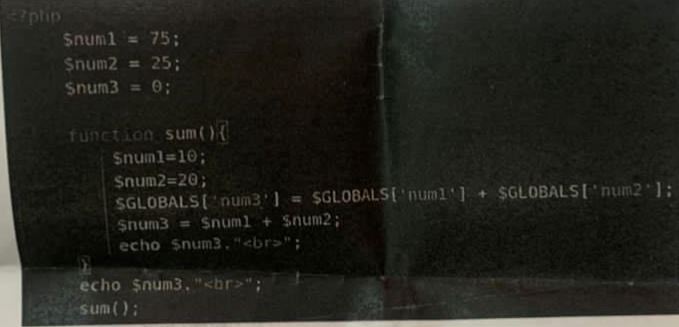 <?php
$num1 = 75;
$num2 = 25;
$num3 = 0;
function sum(){
$num1=10;
$num2=20;
$GLOBALS['num3'] = $GLOBALS['num1'] + $GLOBALS['num2'];
$num3 = $num1 + $num2;
echo $num3."<br>";
}
echo $num3."<br>";
sum();